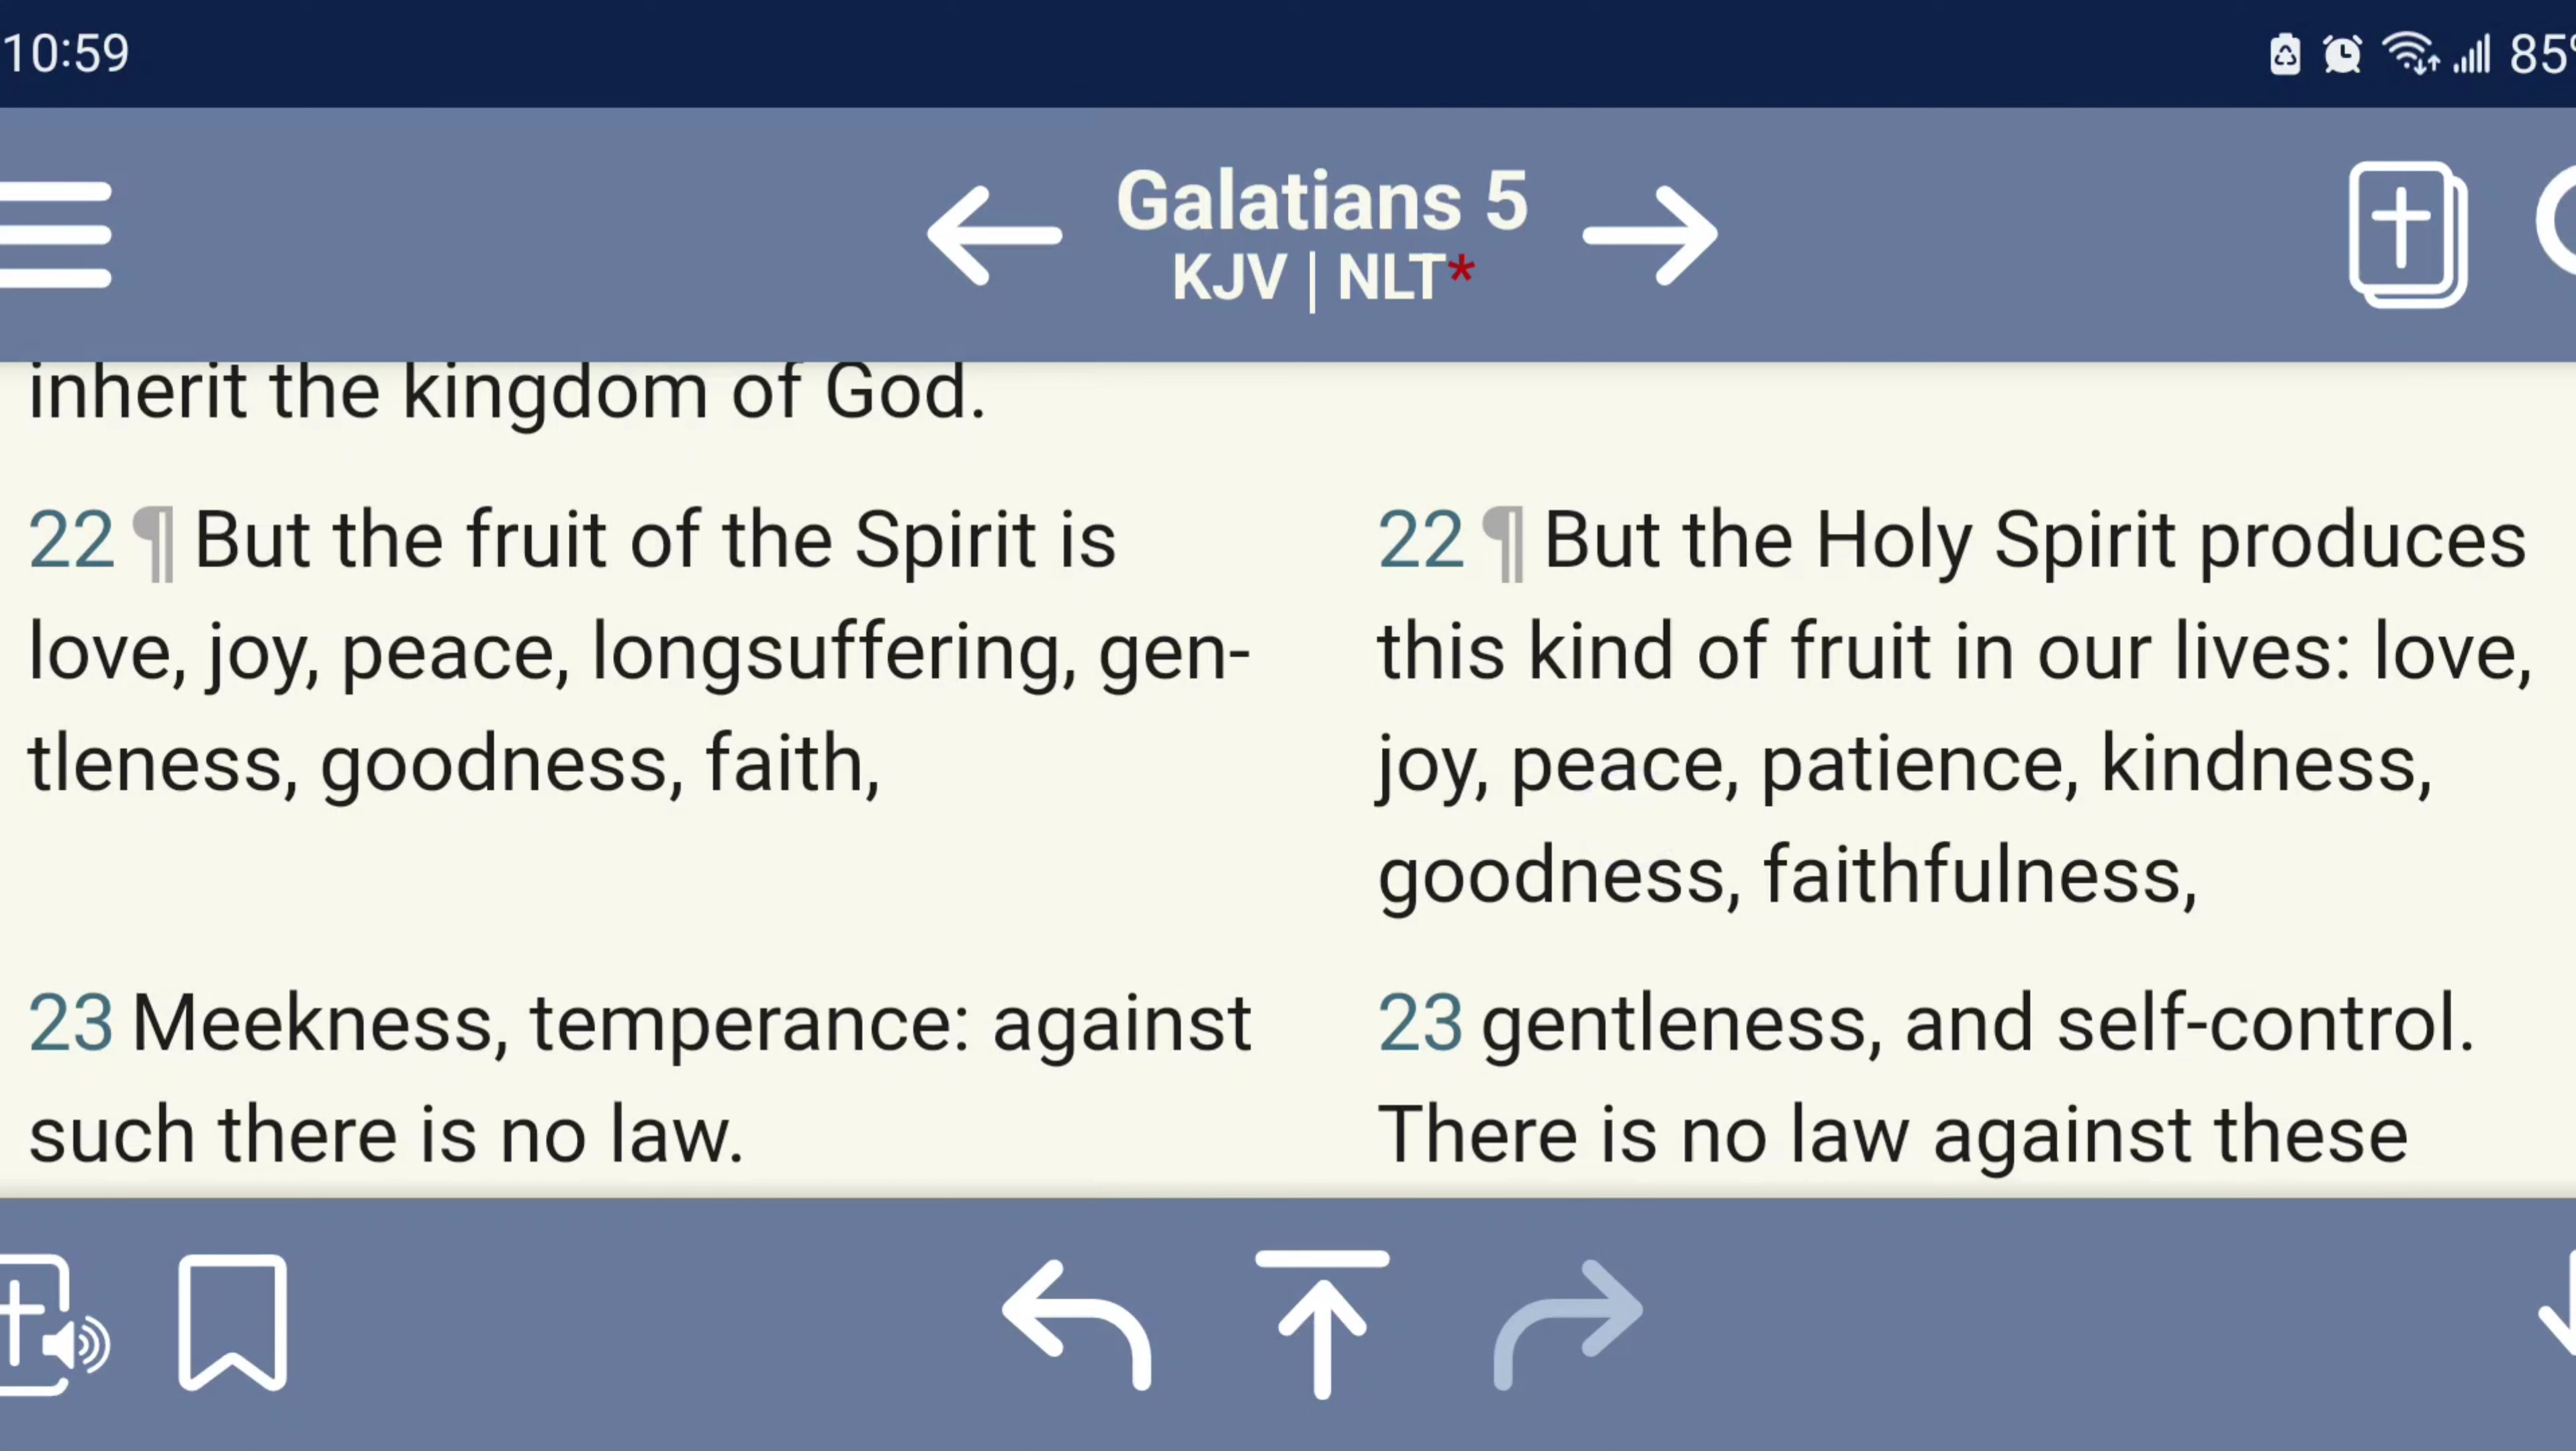 10:59
85%
Galatians 5
KJV | NLT*
inherit the kingdom of God.
22 ¶ But the fruit of the Spirit is
love, joy, peace, longsuffering, gen-
tleness, goodness, faith,
23 Meekness, temperance: against
such there is no law.
22 ¶ But the Holy Spirit produces
this kind of fruit in our lives: love,
joy, peace, patience, kindness,
goodness, faithfulness,
23 gentleness, and self-control.
There is no law against these